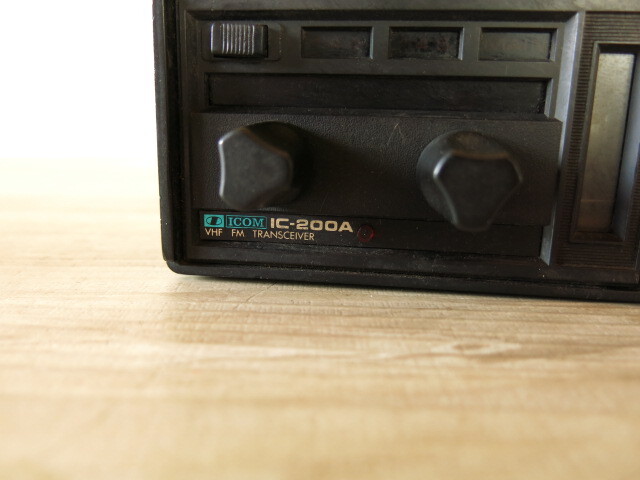 ICOM IC-200A
VHF FM TRANSCEIVER